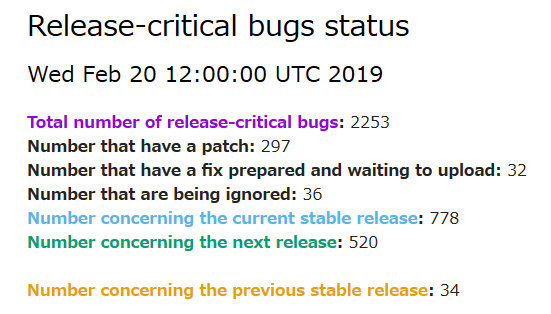 Release-critical bugs status
Wed Feb 20 12:00:00 UTC 2019
Total number of release-critical bugs: 2253
Number that have a patch: 297
Number that have a fix prepared and waiting to upload: 32
Number that are being ignored: 36
Number concerning the current stable release: 778
Number concerning the next release: 520
Number concerning the previous stable release: 34